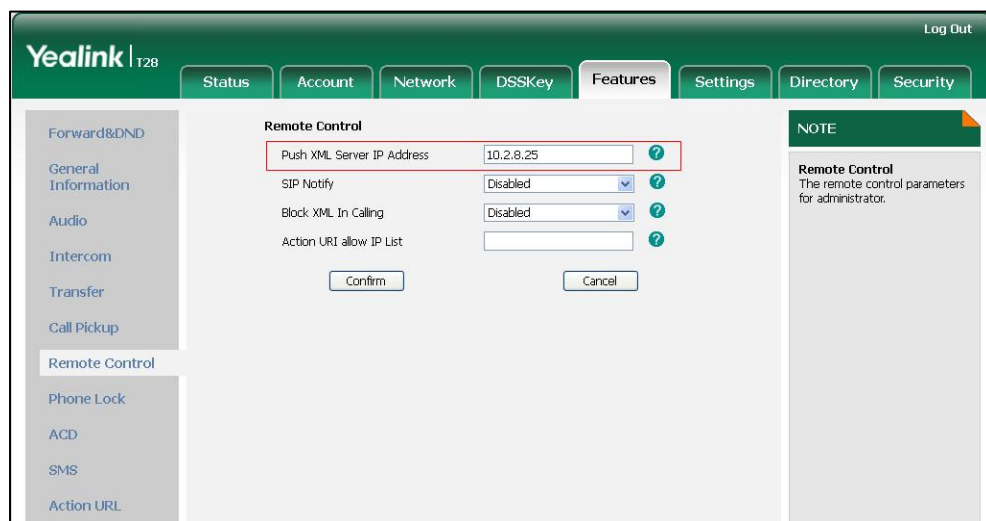 Log Out
Yealink T28
Status Account Network DSSKey Features Settings Directory Security
Forward&DND
General Information
Audio
Intercom
Transfer
Call Pickup
Remote Control
Phone Lock
ACD
SMS
Action URL
Remote Control
Push XML Server IP Address 10.2.8.25 ?
SIP Notify Disabled ?
Block XML In Calling Disabled ?
Action URI allow IP List ?
Confirm Cancel
NOTE
Remote Control
The remote control parameters
for administrator.